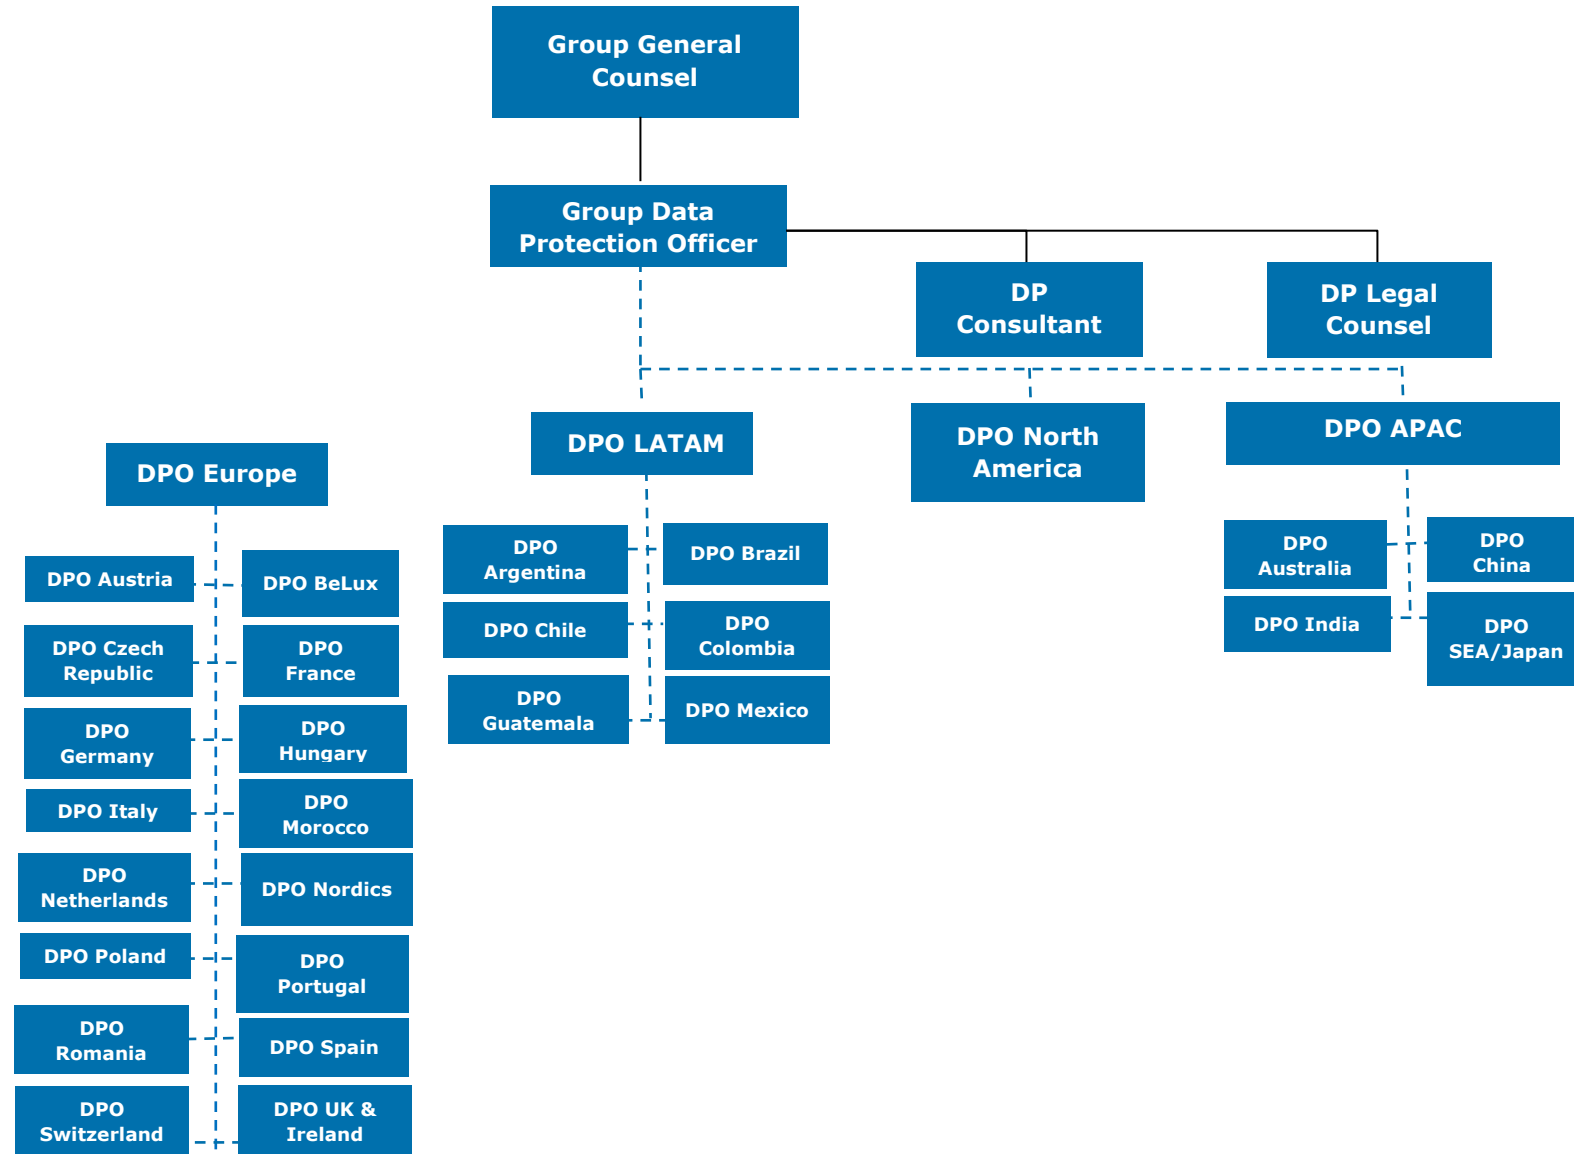 Group General
Counsel
Group Data
Protection Officer
DP
Consultant
DP Legal
Counsel
DPO Europe
DPO LATAM
DPO North
America
DPO APAC
DPO Austria
DPO BeLux
DPO Czech
Republic
DPO
France
DPO
Germany
DPO
Hungary
DPO Italy
DPO
Morocco
DPO
Netherlands
DPO Nordics
DPO Poland
DPO
Portugal
DPO
Romania
DPO Spain
DPO
Switzerland
DPO UK &
Ireland
DPO
Argentina
DPO Brazil
DPO Chile
DPO
Colombia
DPO
Guatemala
DPO Mexico
DPO
Australia
DPO
China
DPO India
DPO
SEA/Japan